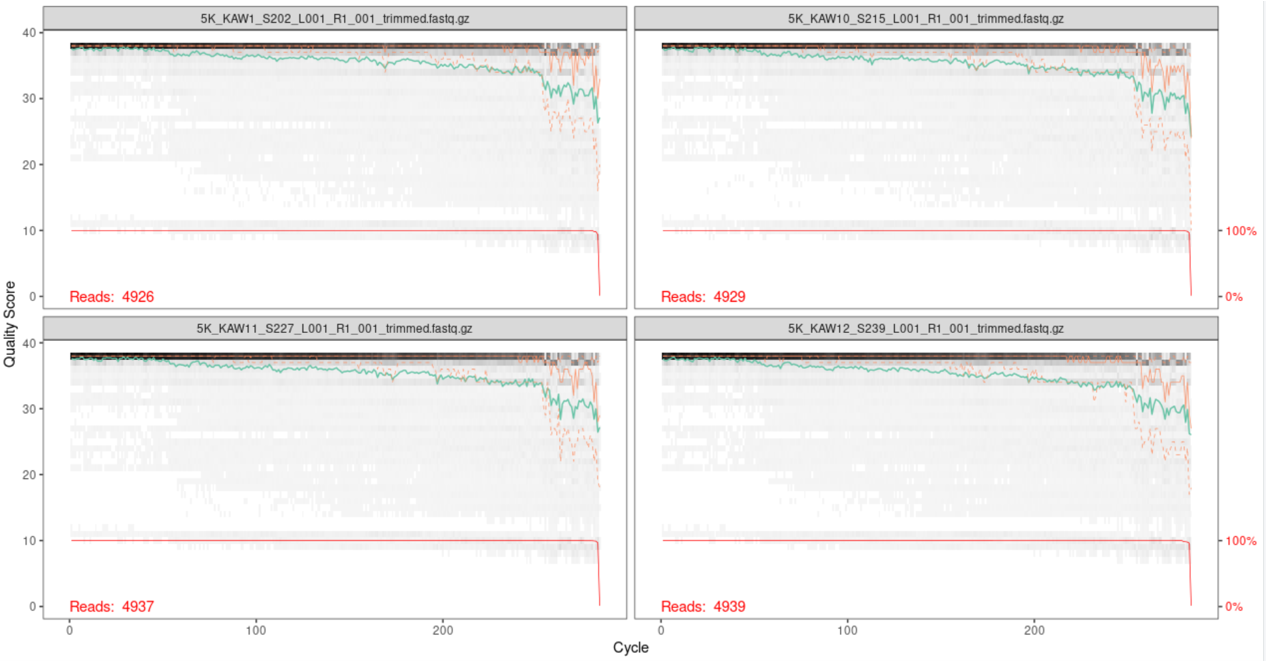 5K_KAW1_S202_L001_R1_001_trimmed.fastq.gz
5K_KAW10_S215_L001_R1_001_trimmed.fastq.gz
40
30
20
10
0
Reads: 4926
Reads: 4929
100%
0%
Quality Score
5K_KAW11_S227_L001_R1_001_trimmed.fastq.gz
5K_KAW12_S239_L001_R1_001_trimmed.fastq.gz
40
30
20
10
0
Reads: 4937
Reads: 4939
100%
0%
0 100 200
0 100 200
Cycle